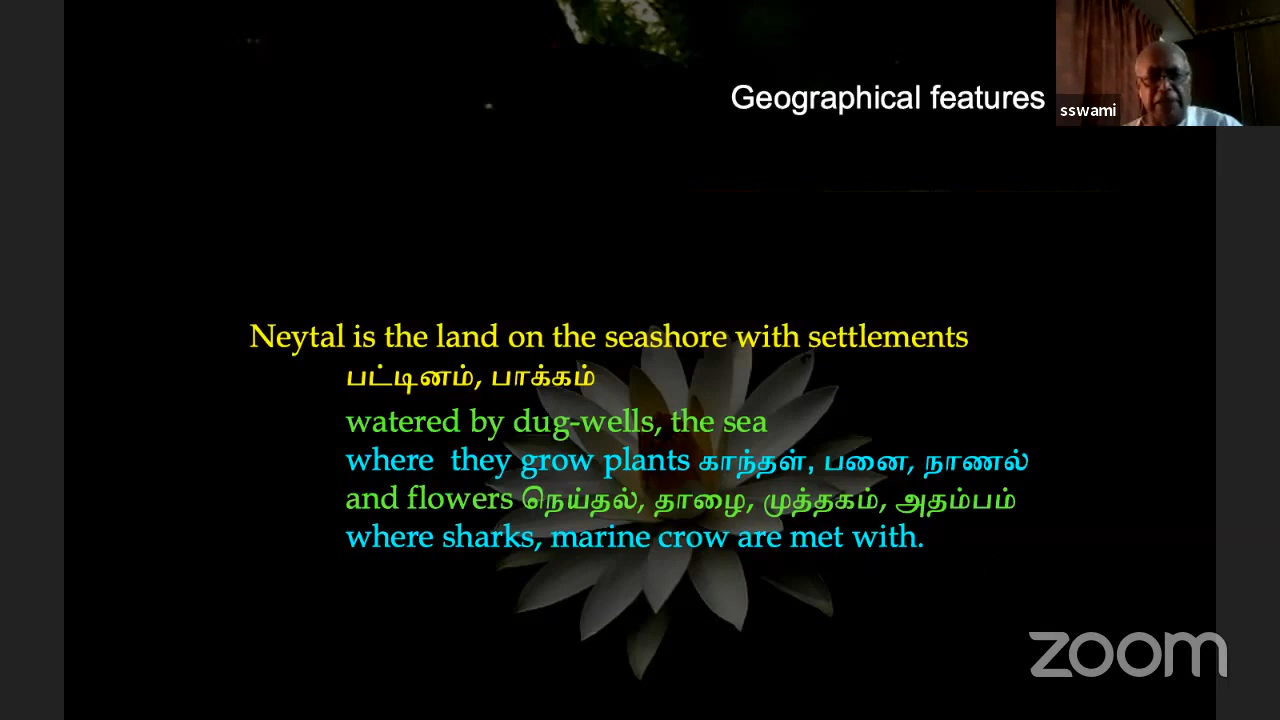 Geographical features
sswami
Neytal is the land on the seashore with settlements
பட்டினம், பாக்கம்
watered by dug-wells, the sea
where they grow plants காந்தள், பனை, நாணல்
and flowers நெய்தல், தாழை, முத்தகம், அதம்பம்
where sharks, marine crow are met with.
zoom